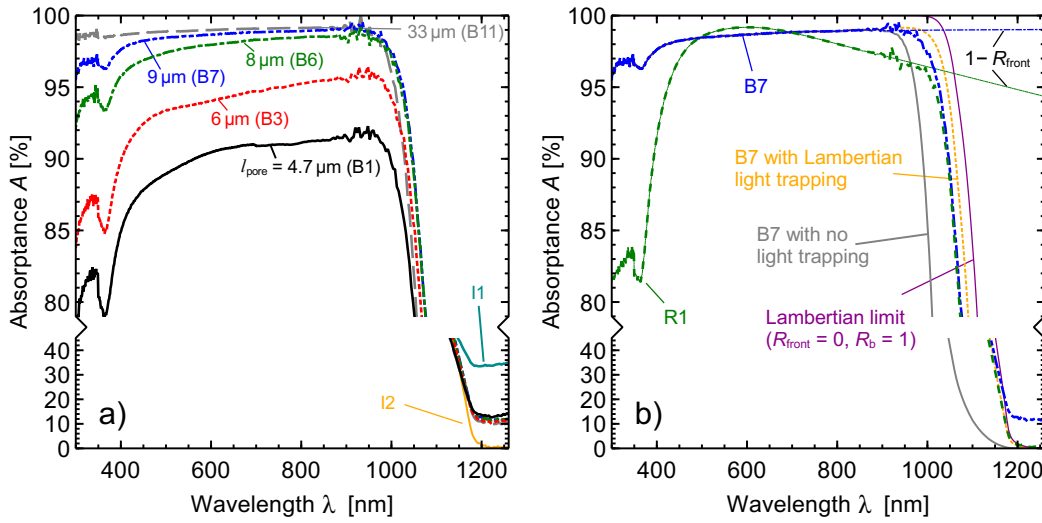 100
95
90
85
80
40
30
20
10
0
Absorptance A [%]
400 600 800 1000 1200
Wavelength λ [nm]
33 µm (B11)
9 µm (B7)
8 µm (B6)
6 µm (B3)
l_pore = 4.7 µm (B1)
I1
I2
a)
100
95
90
85
80
40
30
20
10
0
Absorptance A [%]
400 600 800 1000 1200
Wavelength λ [nm]
1– R_front
B7
B7 with Lambertian
light trapping
B7 with no
light trapping
R1
Lambertian limit
(R_front = 0, R_b = 1)
b)